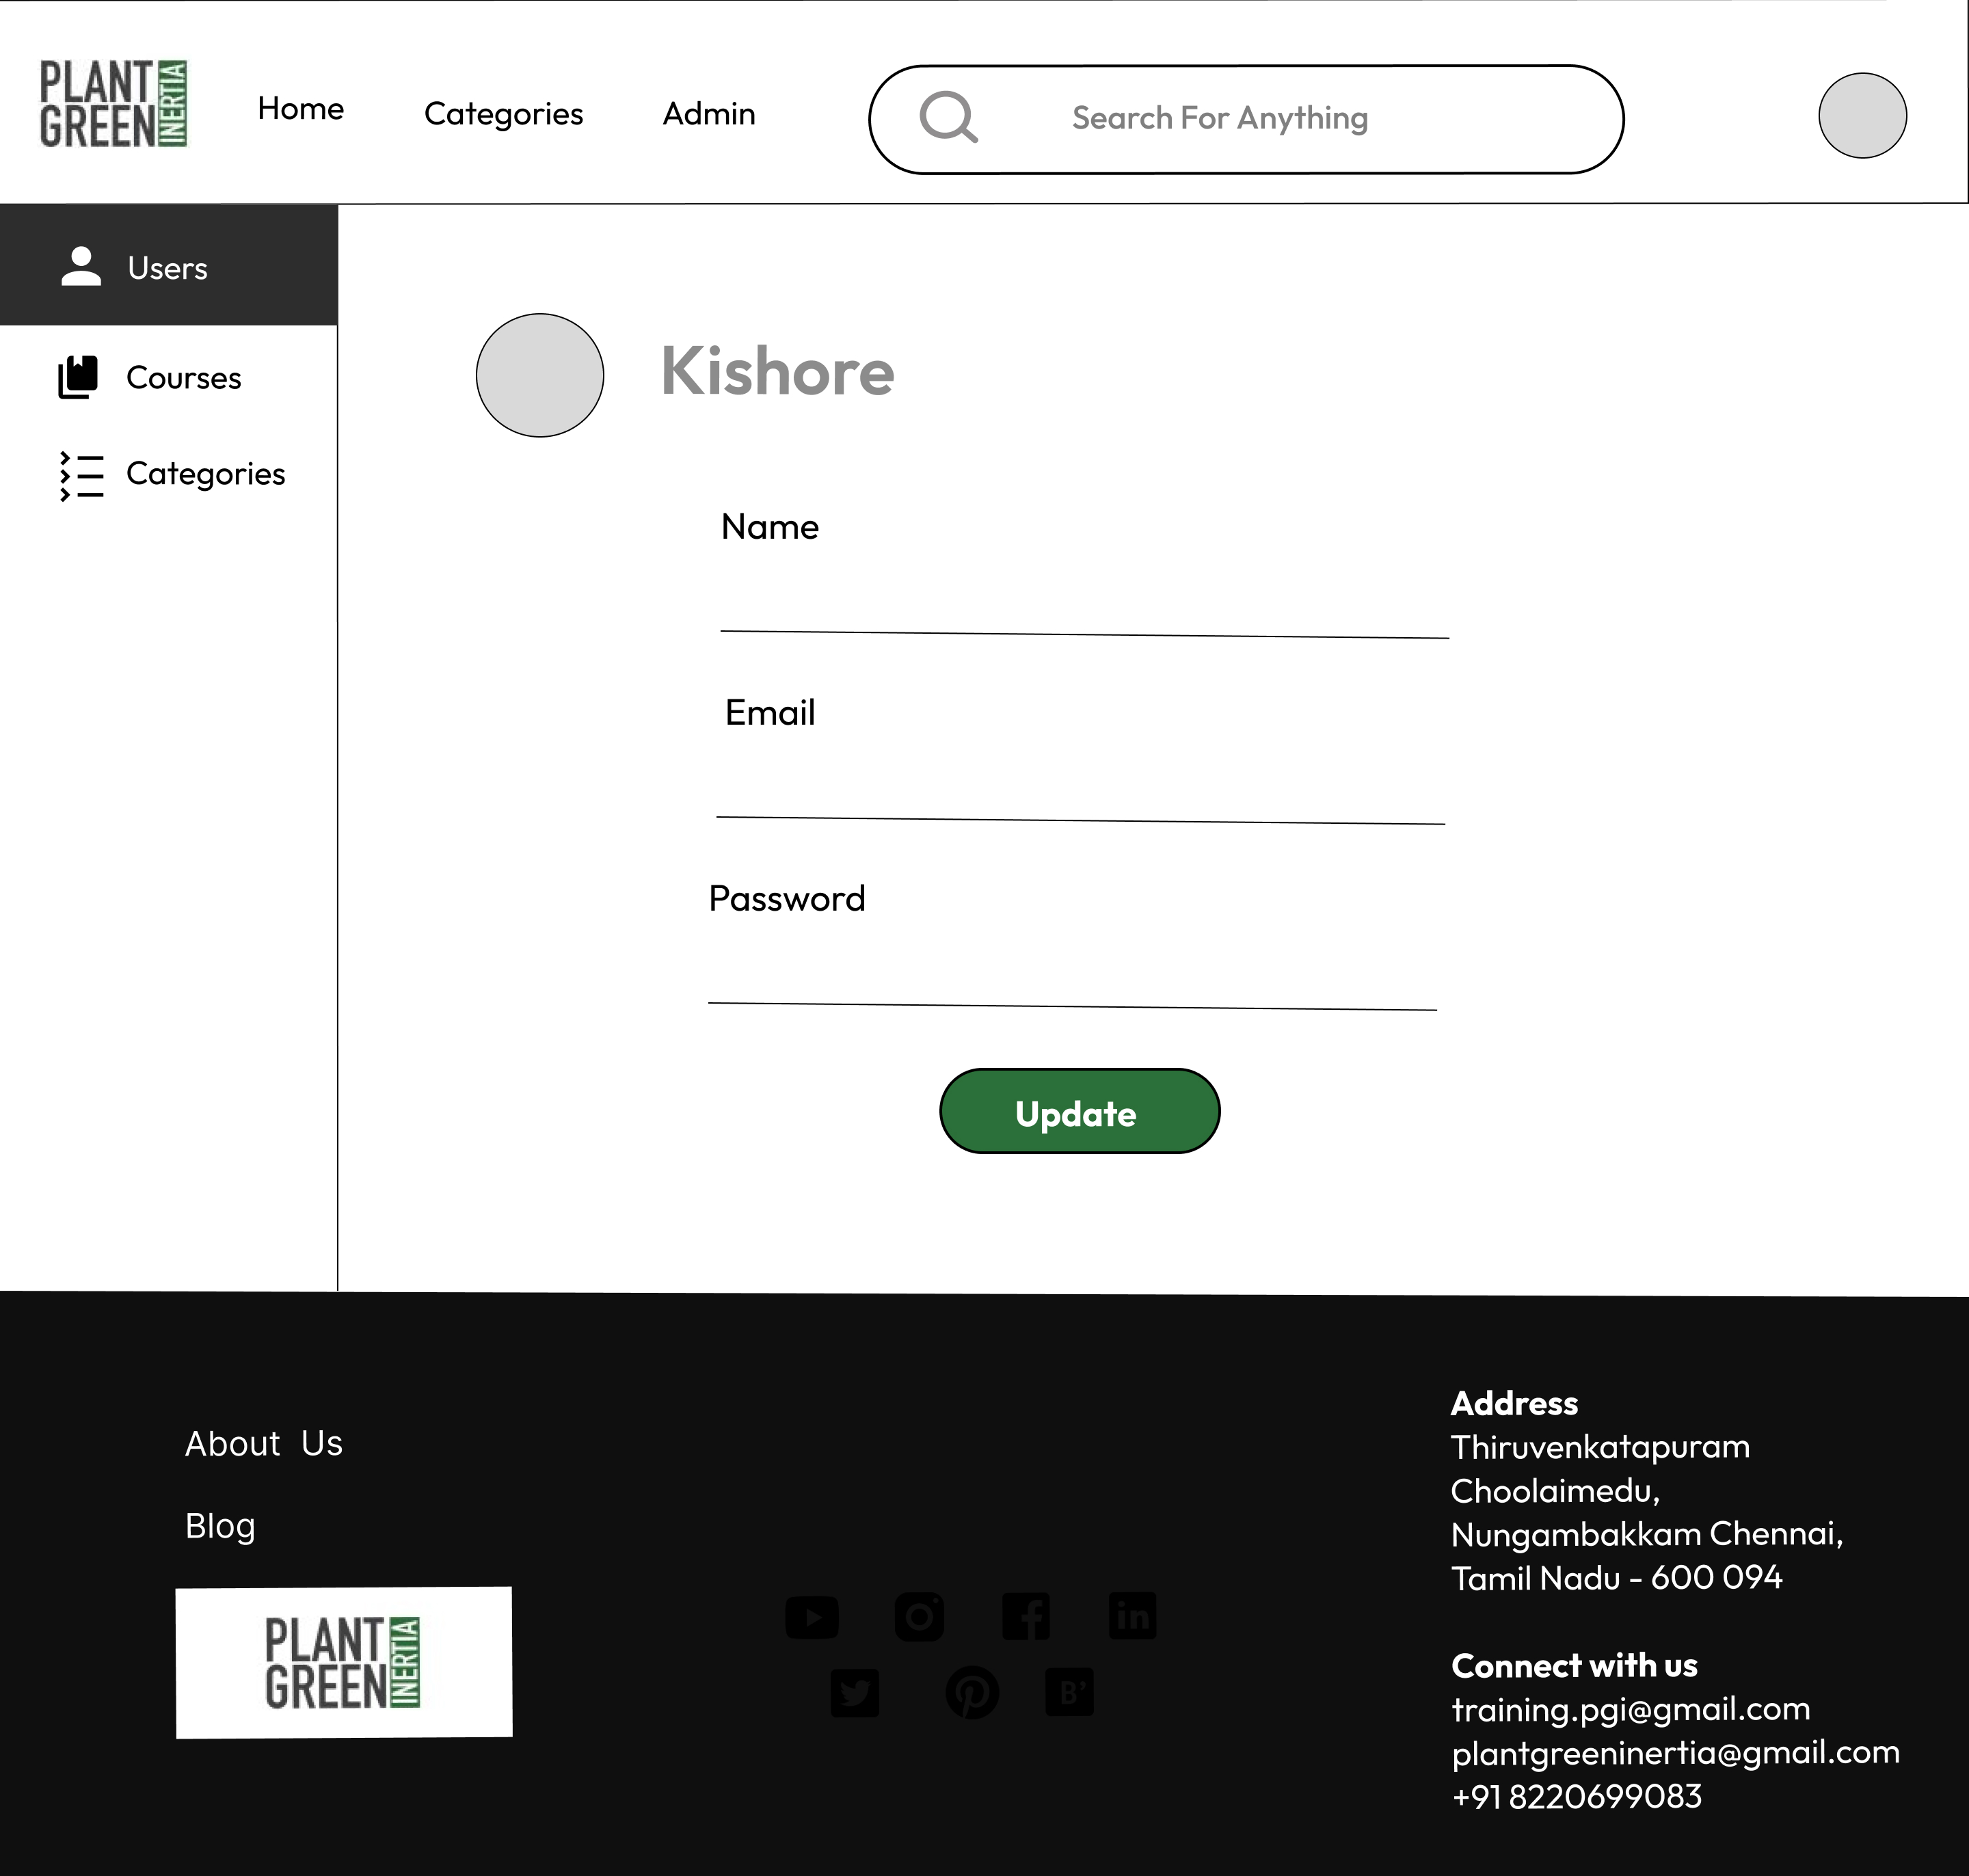 PLANT
GREEN
INERTIA
Home
Categories
Admin
Search For Anything
Users
Courses
Categories
Kishore
Name
Email
Password
Update
About Us
Blog
PLANT
GREEN
INERTIA
in
B'
Address
Thiruvenkatapuram
Choolaimedu,
Nungambakkam Chennai,
Tamil Nadu - 600 094
Connect with us
training.pgi@gmail.com
plantgreeninertia@gmail.com
+91 8220699083